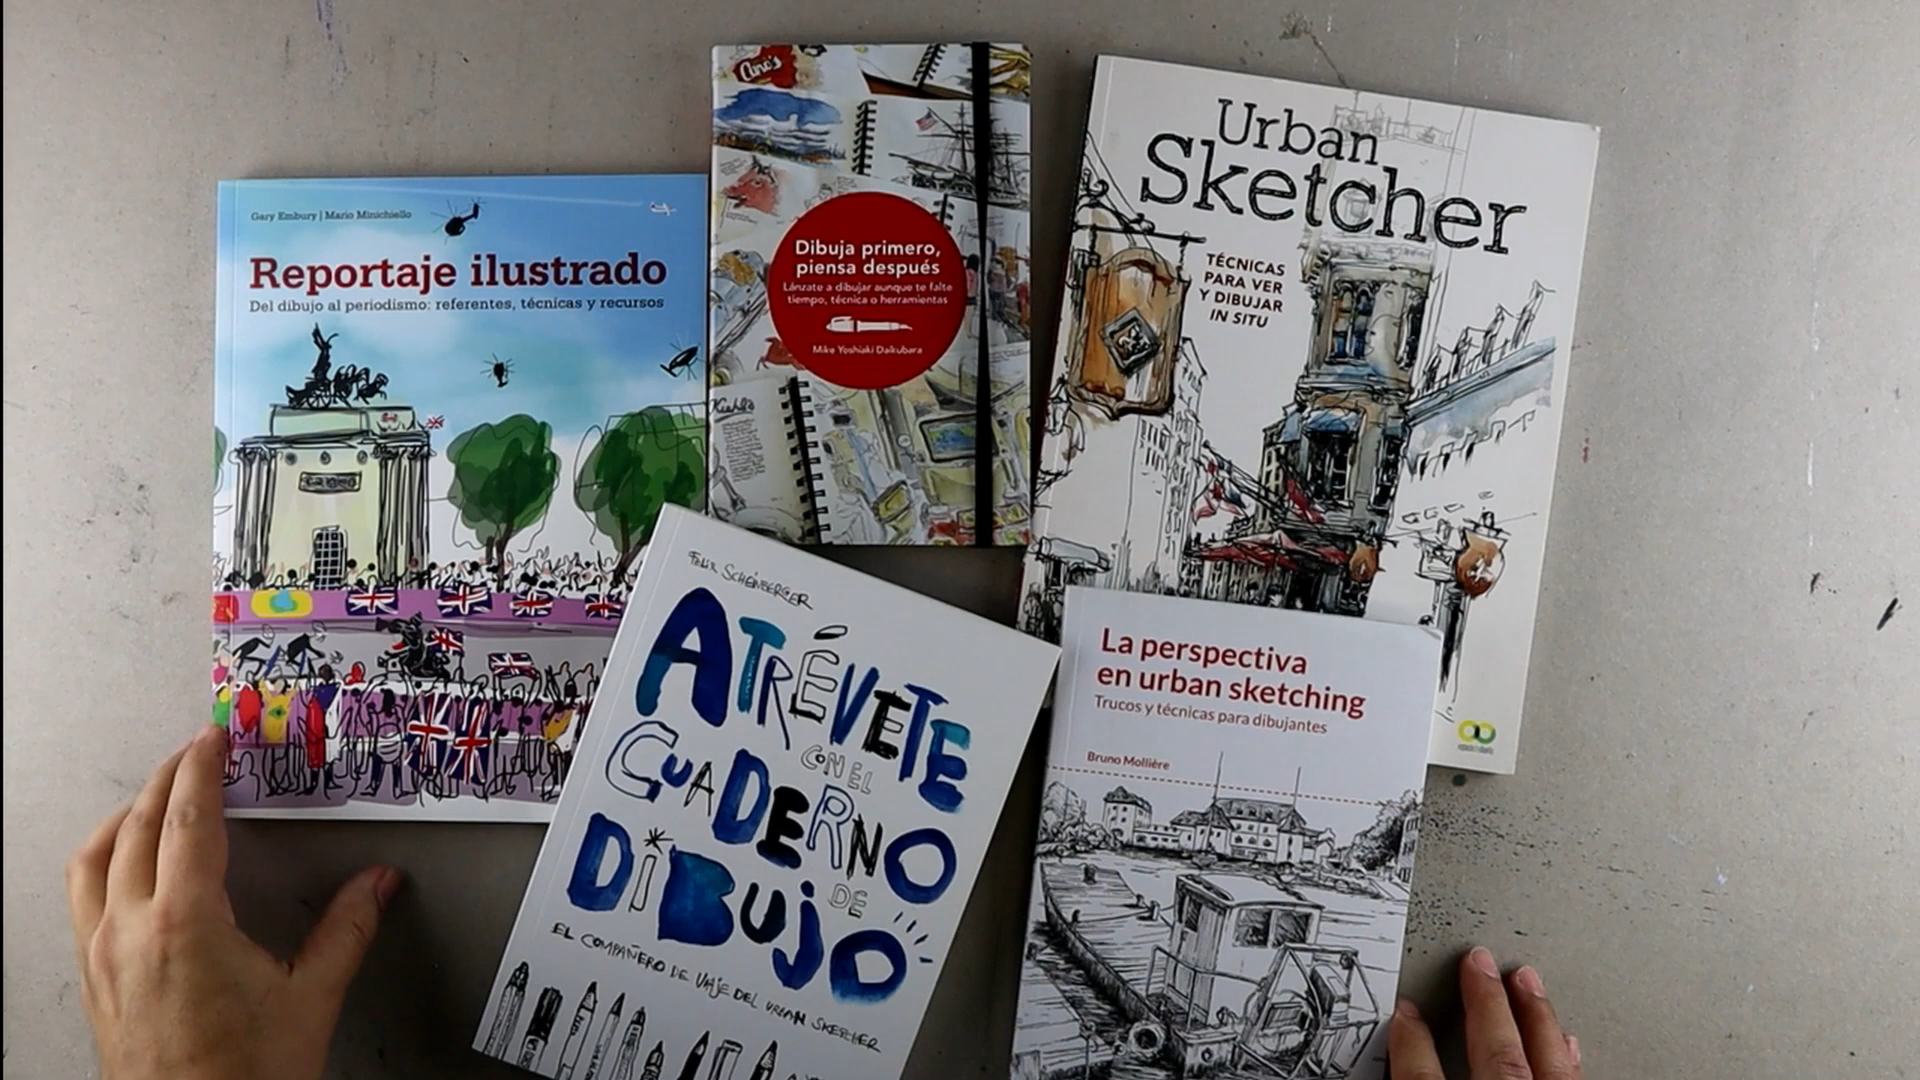 Gary Embury | Mario Minichiello
Reportaje ilustrado
Del dibujo al periodismo: referentes, técnicas y recursos
Dibuja primero,
piensa después
Lánzate a dibujar aunque te falte
tiempo, técnica o herramientas
Mike Yoshiaki Daikubara
Kiehl's
Urban
Sketcher
TÉCNICAS
PARA VER
Y DIBUJAR
IN SITU
FELIX SCHEINBERGER
ATRÉVETE
CON EL
CUADERNO
DE
DIBUJO
EL COMPAÑERO DE VIAJE DEL URBAN SKETCHER
La perspectiva
en urban sketching
Trucos y técnicas para dibujantes
Bruno Mollière